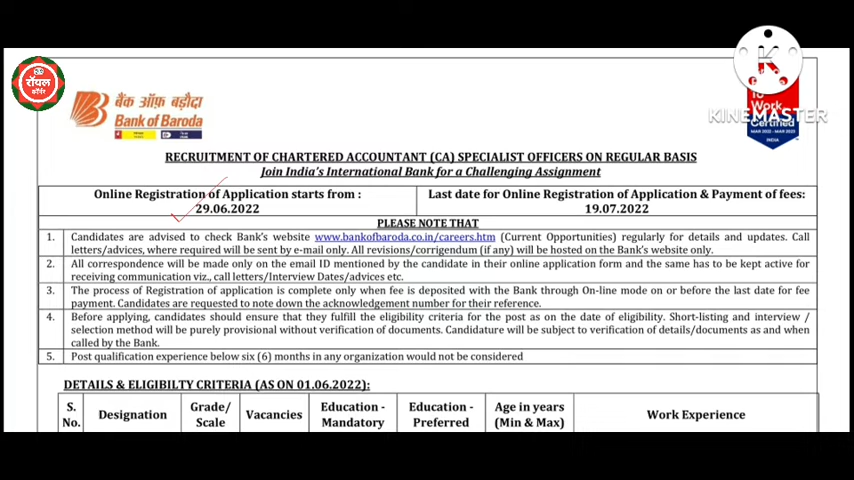 रॉयल
कॉर्नर
K
KINEMASTER
बैंक ऑफ़ बड़ौदा
Bank of Baroda
To
Work
Certified
MAR 2022 - MAR 2023
INDIA
RECRUITMENT OF CHARTERED ACCOUNTANT (CA) SPECIALIST OFFICERS ON REGULAR BASIS
Join India's International Bank for a Challenging Assignment
Online Registration of Application starts from :
29.06.2022
Last date for Online Registration of Application & Payment of fees:
19.07.2022
PLEASE NOTE THAT
1. Candidates are advised to check Bank's website www.bankofbaroda.co.in/careers.htm (Current Opportunities) regularly for details and updates. Call
letters/advices, where required will be sent by e-mail only. All revisions/corrigendum (if any) will be hosted on the Bank's website only.
2. All correspondence will be made only on the email ID mentioned by the candidate in their online application form and the same has to be kept active for
receiving communication viz., call letters/Interview Dates/advices etc.
3. The process of Registration of application is complete only when fee is deposited with the Bank through On-line mode on or before the last date for fee
payment. Candidates are requested to note down the acknowledgement number for their reference.
4. Before applying, candidates should ensure that they fulfill the eligibility criteria for the post as on the date of eligibility. Short-listing and interview /
selection method will be purely provisional without verification of documents. Candidature will be subject to verification of details/documents as and when
called by the Bank.
5. Post qualification experience below six (6) months in any organization would not be considered
DETAILS & ELIGIBILTY CRITERIA (AS ON 01.06.2022):
S.
No.
Designation
Grade/
Scale
Vacancies
Education -
Mandatory
Education -
Preferred
Age in years
(Min & Max)
Work Experience